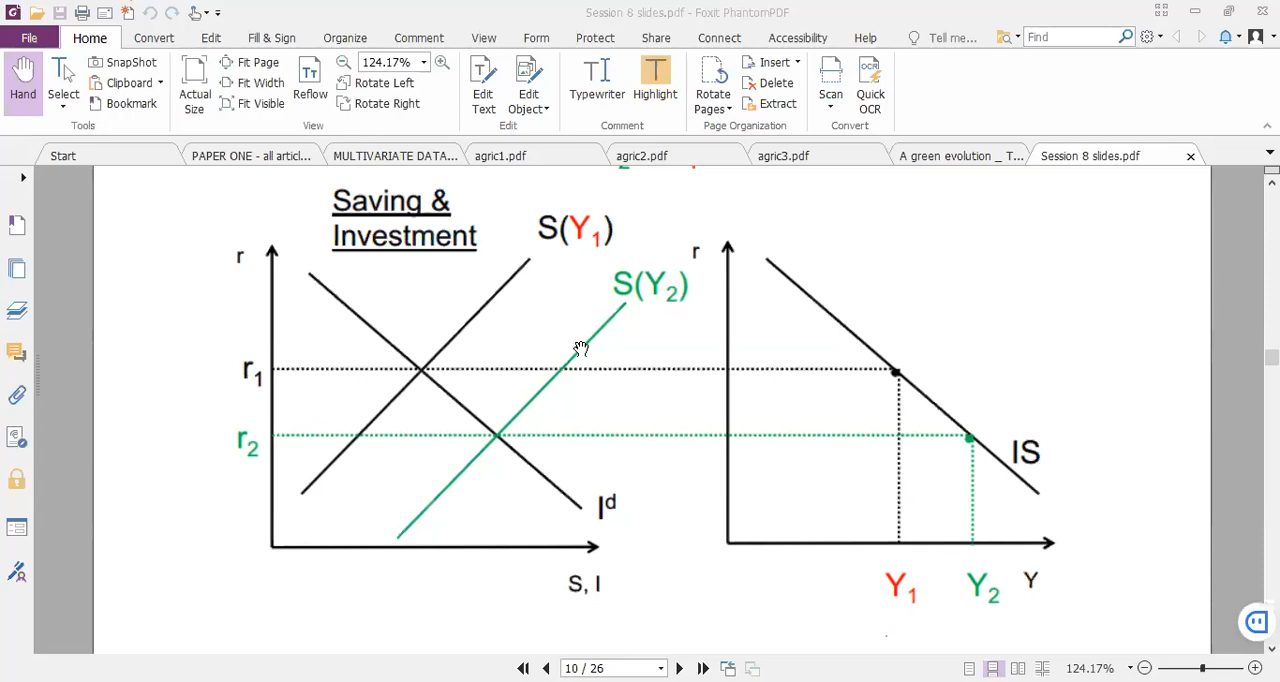 Session 8 slides.pdf - Foxit PhantomPDF
File Home Convert Edit Fill & Sign Organize Comment View Form Protect Share Connect Accessibility Help Tell me... Find
Hand
Select
SnapShot
Clipboard
Bookmark
Tools
Actual Size
Fit Page
Fit Width
Fit Visible
Reflow
124.17%
Rotate Left
Rotate Right
View
Edit Text
Edit Object
Edit
Typewriter
Highlight
Comment
Rotate Pages
Insert
Delete
Extract
Page Organization
Scan
Quick OCR
OCR
Convert
Start PAPER ONE - all articl... MULTIVARIATE DATA... agric1.pdf agric2.pdf agric3.pdf A green evolution _ T... Session 8 slides.pdf
Saving &
Investment
S(Y1)
S(Y2)
r
r1
r2
Id
S, I
r
IS
Y1 Y2 Y
10 / 26
124.17%